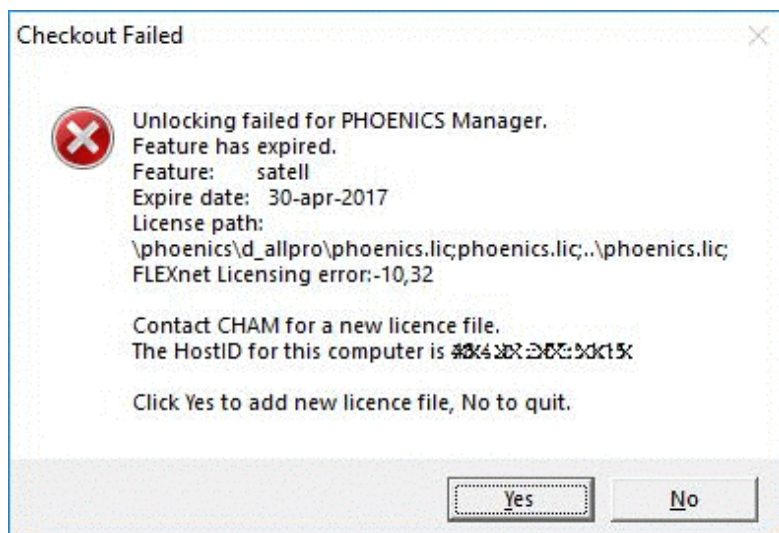 Checkout Failed
Unlocking failed for PHOENICS Manager.
Feature has expired.
Feature: satell
Expire date: 30-apr-2017
License path:
\phoenics\d_allpro\phoenics.lic;phoenics.lic;..\phoenics.lic;
FLEXnet Licensing error:-10,32
Contact CHAM for a new licence file.
The HostID for this computer is
Click Yes to add new licence file, No to quit.
Yes
No